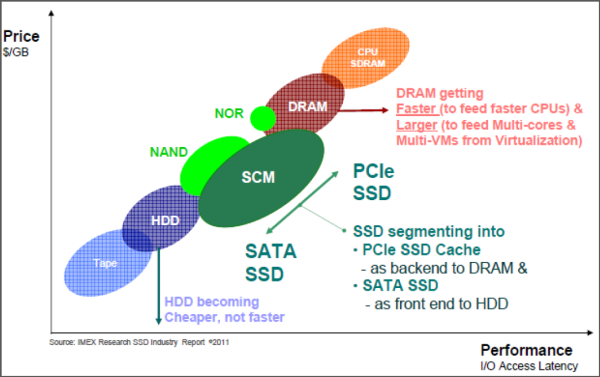 Price
$/GB
CPU
SDRAM
DRAM
NOR
DRAM getting
Faster (to feed faster CPUs) &
Larger (to feed Multi-cores &
Multi-VMs from Virtualization)
NAND
SCM
PCIe
SSD
HDD
SATA
SSD
SSD segmenting into
• PCIe SSD Cache
- as backend to DRAM &
• SATA SSD
- as front end to HDD
Tape
HDD becoming
Cheaper, not faster
Source: IMEX Research SSD Industry Report ©2011
Performance
I/O Access Latency